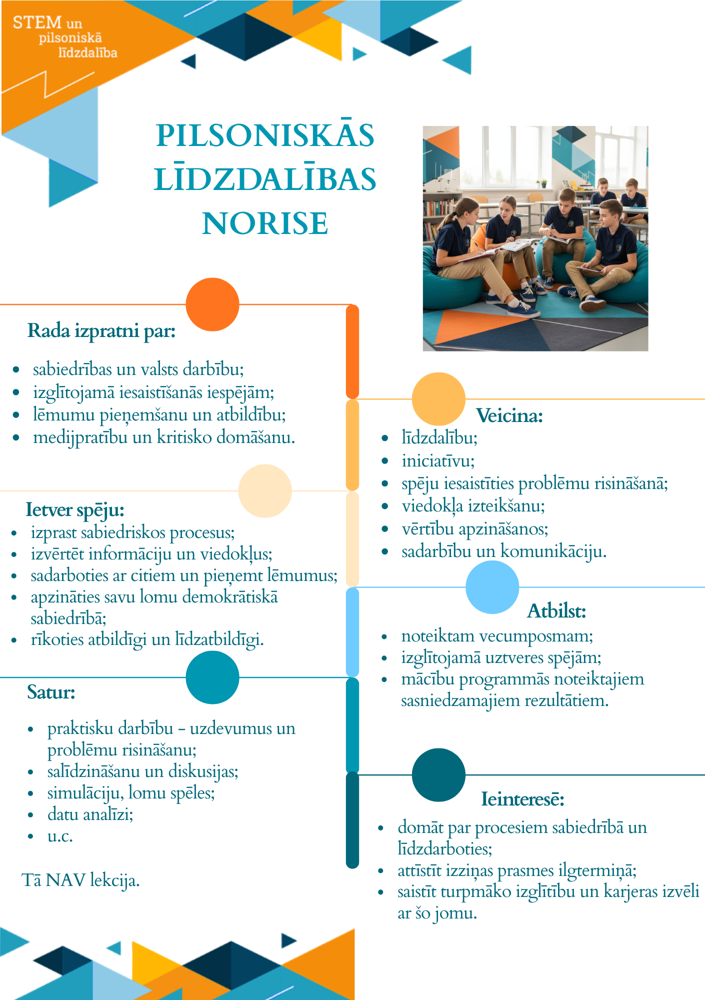 STEM un
pilsoniskā
līdzdalība
PILSONISKĀS
LĪDZDALĪBAS
NORISE
Rada izpratni par:
• sabiedrības un valsts darbību;
• izglītojamā iesaistīšanās iespējām;
• lēmumu pieņemšanu un atbildību;
• medijpratību un kritisko domāšanu.
Veicina:
• līdzdalību;
• iniciatīvu;
• spēju iesaistīties problēmu risināšanā;
• viedokļa izteikšanu;
• vērtību apzināšanos;
• sadarbību un komunikāciju.
Ietver spēju:
• izprast sabiedriskos procesus;
• izvērtēt informāciju un viedokļus;
• sadarboties ar citiem un pieņemt lēmumus;
• apzināties savu lomu demokrātiskā
sabiedrībā;
• rīkoties atbildīgi un līdzatbildīgi.
Atbilst:
• noteiktam vecumposmam;
• izglītojamā uztveres spējām;
• mācību programmās noteiktajiem
sasniedzamajiem rezultātiem.
Satur:
• praktisku darbību - uzdevumus un
problēmu risināšanu;
• salīdzināšanu un diskusijas;
• simulāciju, lomu spēles;
• datu analīzi;
• u.c.
Tā NAV lekcija.
Ieinteresē:
• domāt par procesiem sabiedrībā un
līdzdarboties;
• attīstīt izziņas prasmes ilgtermiņā;
• saistīt turpmāko izglītību un karjeras izvēli
ar šo jomu.